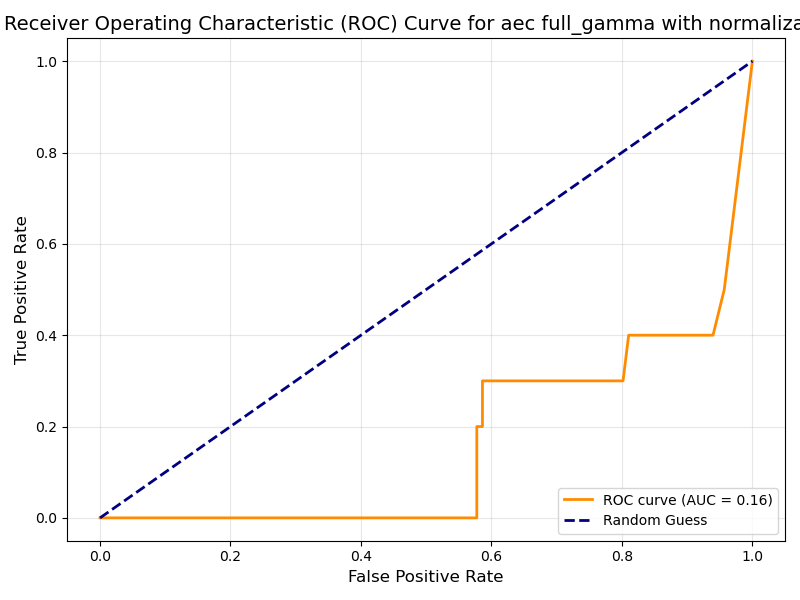 Receiver Operating Characteristic (ROC) Curve for aec full_gamma with normaliza
1.0
0.8
0.6
0.4
0.2
0.0
True Positive Rate
ROC curve (AUC = 0.16)
Random Guess
0.0 0.2 0.4 0.6 0.8 1.0
False Positive Rate